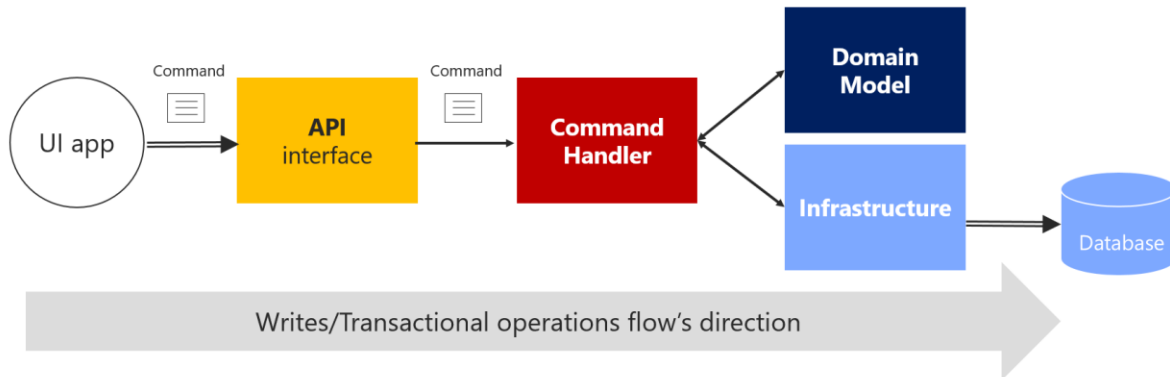 Command
Command
UI app
API
interface
Command
Handler
Domain
Model
Infrastructure
Database
Writes/Transactional operations flow's direction